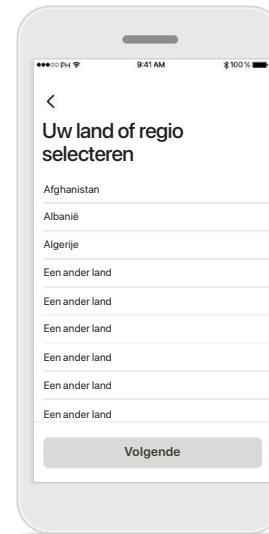 PH 9:41 AM 100 %
Uw land of regio
selecteren
Afghanistan
Albanië
Algerije
Een ander land
Een ander land
Een ander land
Een ander land
Een ander land
Een ander land
Volgende